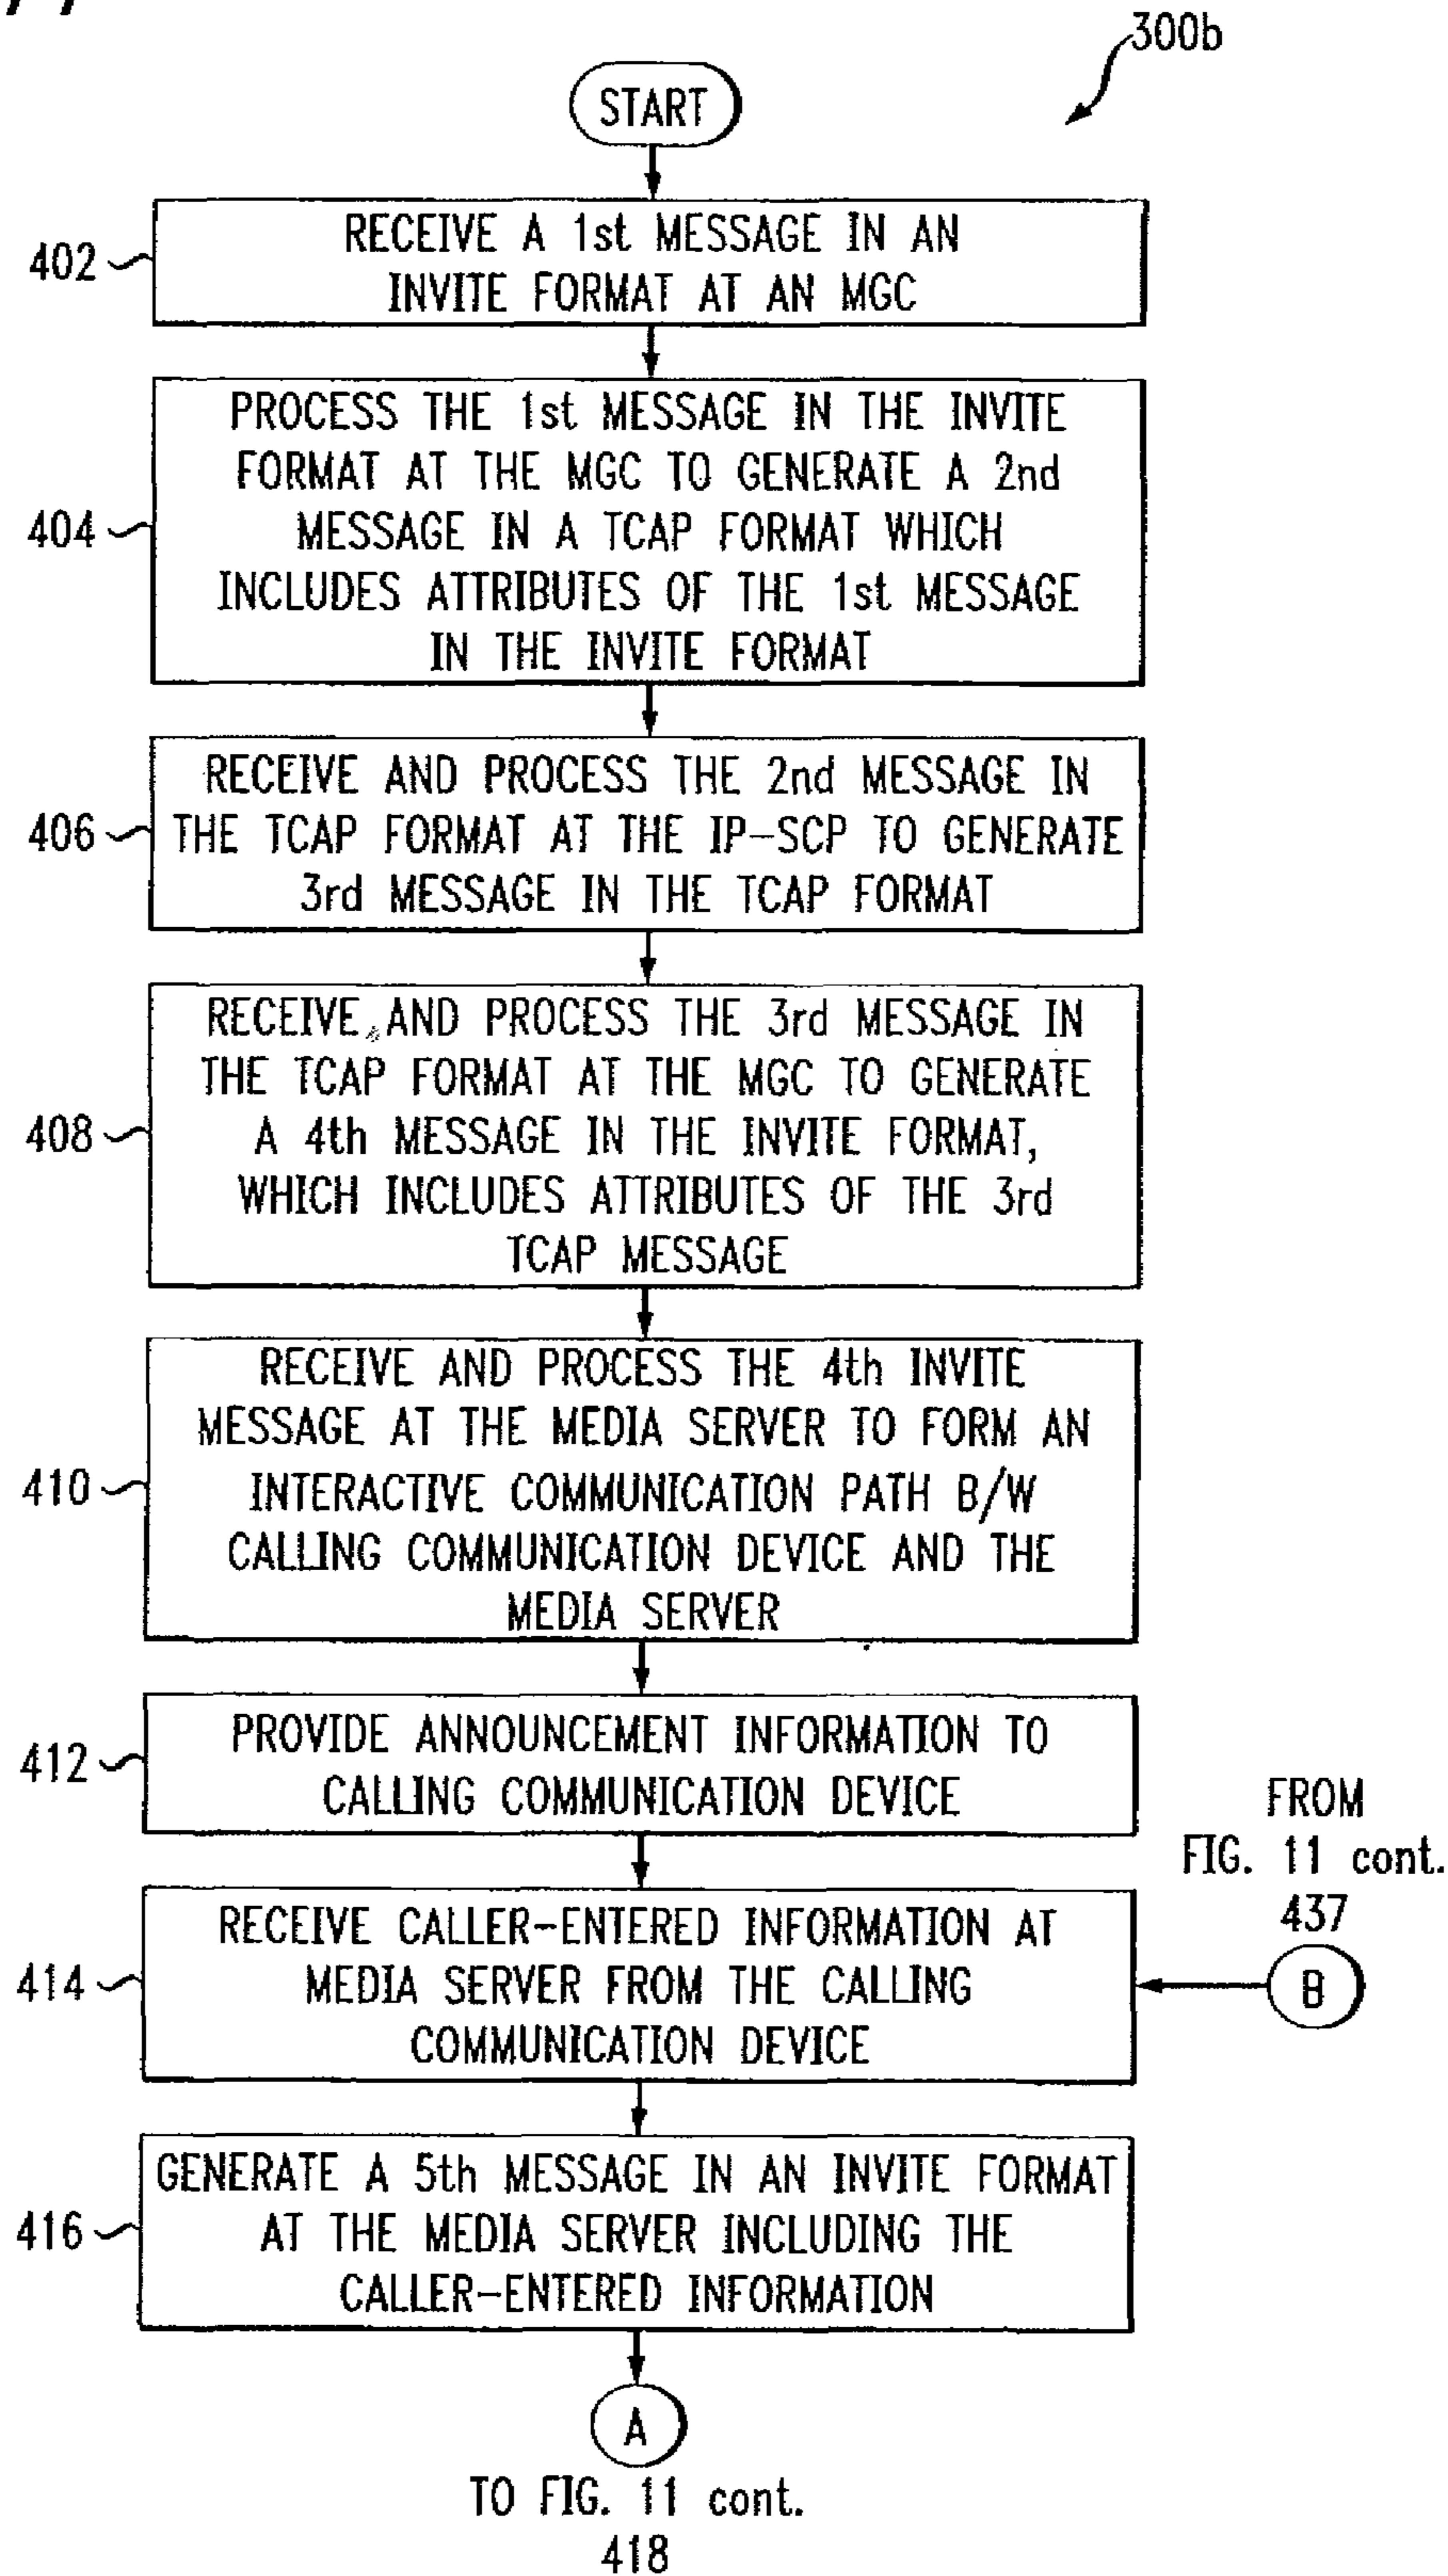 300b
START
402
RECEIVE A 1st MESSAGE IN AN
INVITE FORMAT AT AN MGC
404
PROCESS THE 1st MESSAGE IN THE INVITE
FORMAT AT THE MGC TO GENERATE A 2nd
MESSAGE IN A TCAP FORMAT WHICH
INCLUDES ATTRIBUTES OF THE 1st MESSAGE
IN THE INVITE FORMAT
406
RECEIVE AND PROCESS THE 2nd MESSAGE IN
THE TCAP FORMAT AT THE IP-SCP TO GENERATE
3rd MESSAGE IN THE TCAP FORMAT
408
RECEIVE AND PROCESS THE 3rd MESSAGE IN
THE TCAP FORMAT AT THE MGC TO GENERATE
A 4th MESSAGE IN THE INVITE FORMAT,
WHICH INCLUDES ATTRIBUTES OF THE 3rd
TCAP MESSAGE
410
RECEIVE AND PROCESS THE 4th INVITE
MESSAGE AT THE MEDIA SERVER TO FORM AN
INTERACTIVE COMMUNICATION PATH B/W
CALLING COMMUNICATION DEVICE AND THE
MEDIA SERVER
412
PROVIDE ANNOUNCEMENT INFORMATION TO
CALLING COMMUNICATION DEVICE
FROM
FIG. 11 cont.
437
B
414
RECEIVE CALLER-ENTERED INFORMATION AT
MEDIA SERVER FROM THE CALLING
COMMUNICATION DEVICE
416
GENERATE A 5th MESSAGE IN AN INVITE FORMAT
AT THE MEDIA SERVER INCLUDING THE
CALLER-ENTERED INFORMATION
A
TO FIG. 11 cont.
418